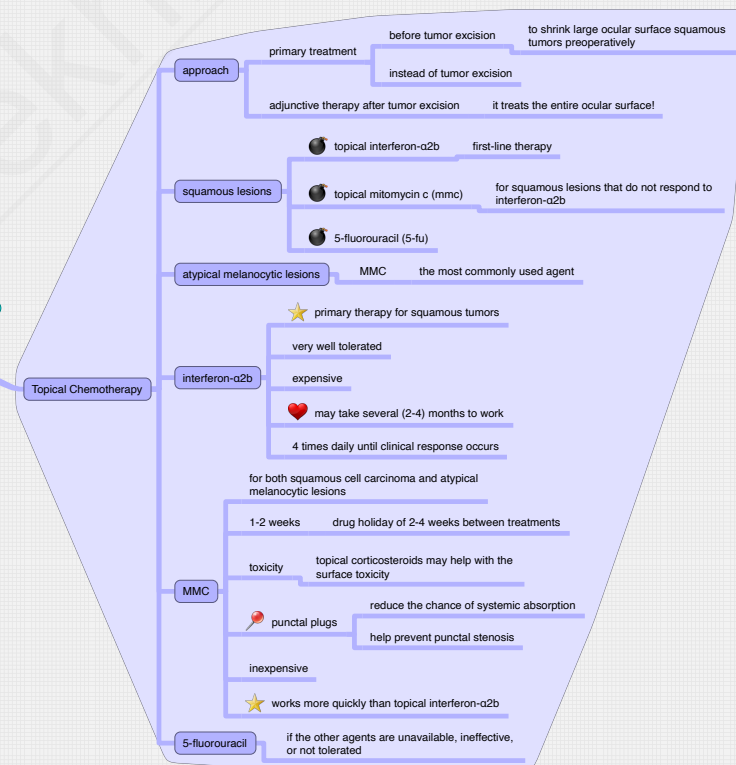 Topical Chemotherapy
approach
primary treatment
before tumor excision
to shrink large ocular surface squamous
tumors preoperatively
instead of tumor excision
adjunctive therapy after tumor excision
it treats the entire ocular surface!
squamous lesions
topical interferon-α2b
first-line therapy
topical mitomycin c (mmc)
for squamous lesions that do not respond to
interferon-α2b
5-fluorouracil (5-fu)
atypical melanocytic lesions
MMC
the most commonly used agent
interferon-α2b
primary therapy for squamous tumors
very well tolerated
expensive
may take several (2-4) months to work
4 times daily until clinical response occurs
MMC
for both squamous cell carcinoma and atypical
melanocytic lesions
1-2 weeks
drug holiday of 2-4 weeks between treatments
toxicity
topical corticosteroids may help with the
surface toxicity
punctal plugs
reduce the chance of systemic absorption
help prevent punctal stenosis
inexpensive
works more quickly than topical interferon-α2b
5-fluorouracil
if the other agents are unavailable, ineffective,
or not tolerated